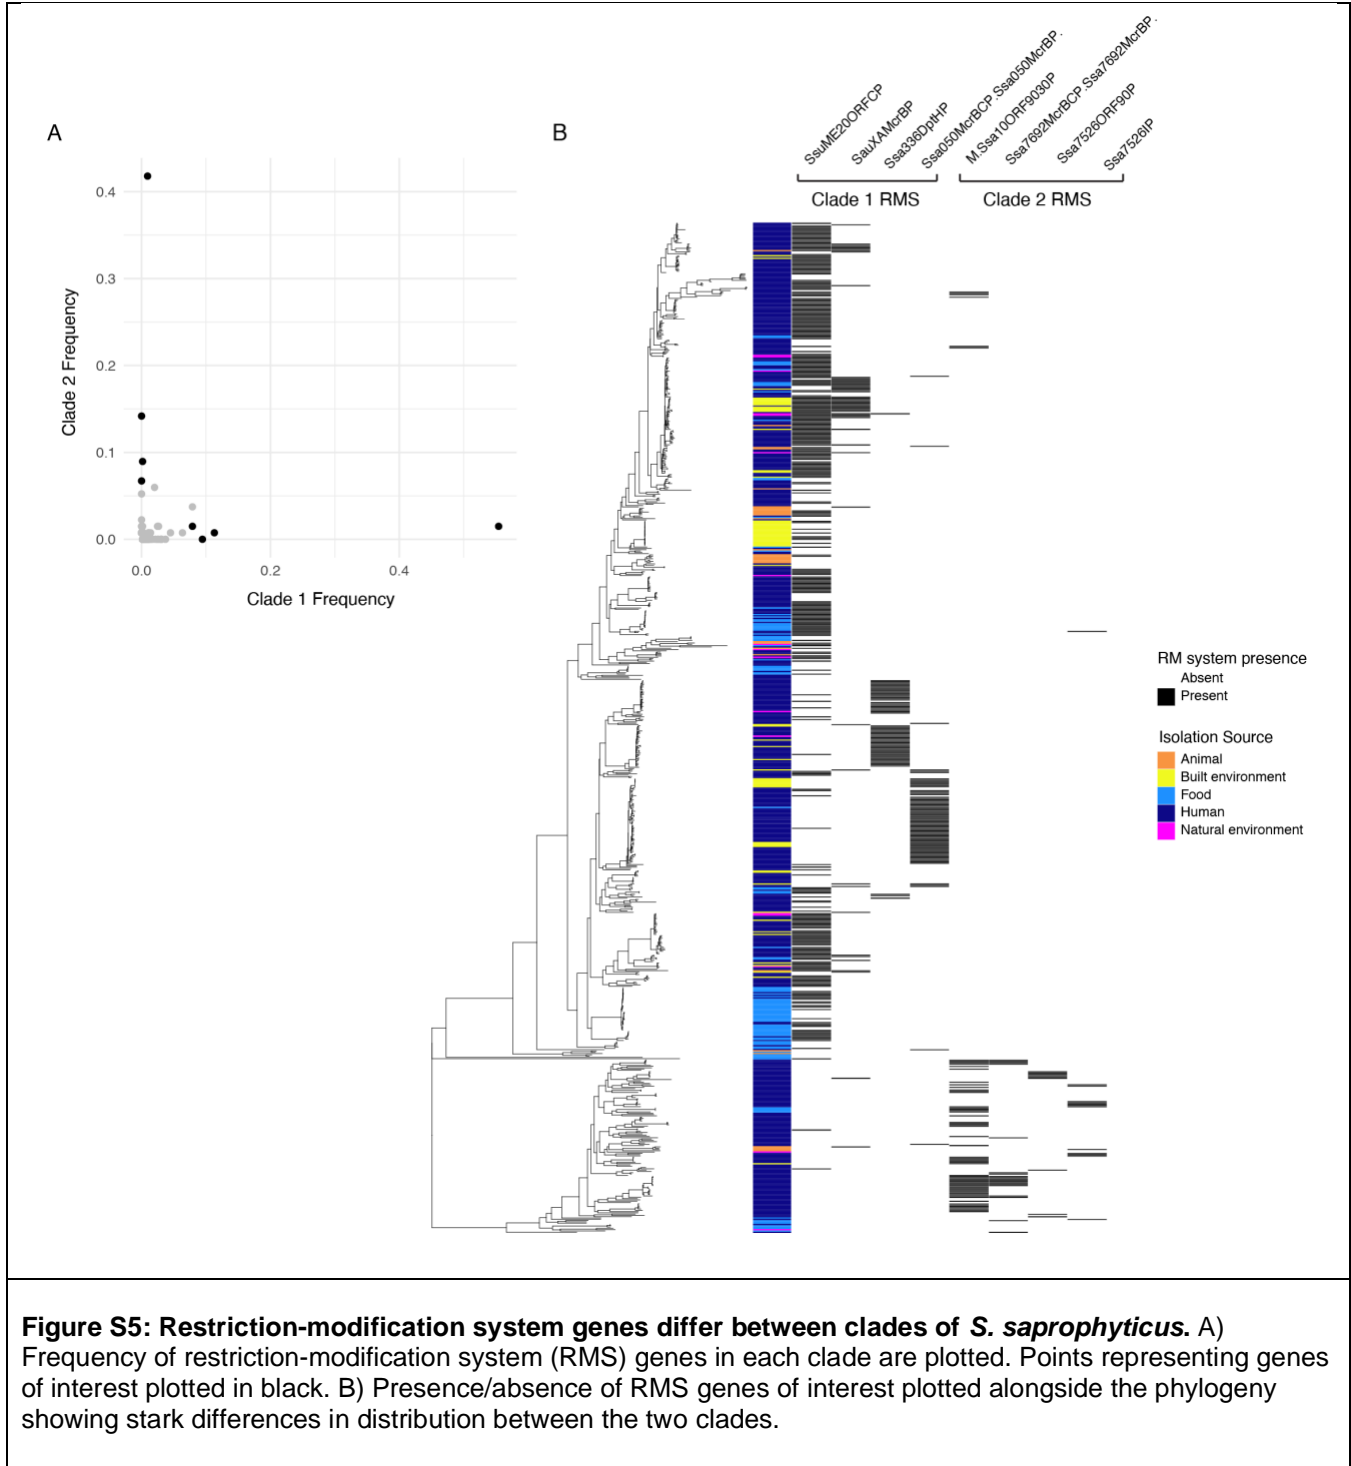 A
B
SsuME20ORFCP
SauXAMcrBP
Ssa336DptHP
Ssa050McrBCP.Ssa050McrBP.
M.Ssa10ORF9030P
Ssa7692McrBCP.Ssa7692McrBP.
Ssa7526ORF90P
Ssa7526IP
Clade 1 RMS
Clade 2 RMS
0.4
0.3
0.2
0.1
0.0
Clade 2 Frequency
0.0
0.2
0.4
Clade 1 Frequency
RM system presence
Absent
Present
Isolation Source
Animal
Built environment
Food
Human
Natural environment
Figure S5: Restriction-modification system genes differ between clades of S. saprophyticus. A)
Frequency of restriction-modification system (RMS) genes in each clade are plotted. Points representing genes
of interest plotted in black. B) Presence/absence of RMS genes of interest plotted alongside the phylogeny
showing stark differences in distribution between the two clades.